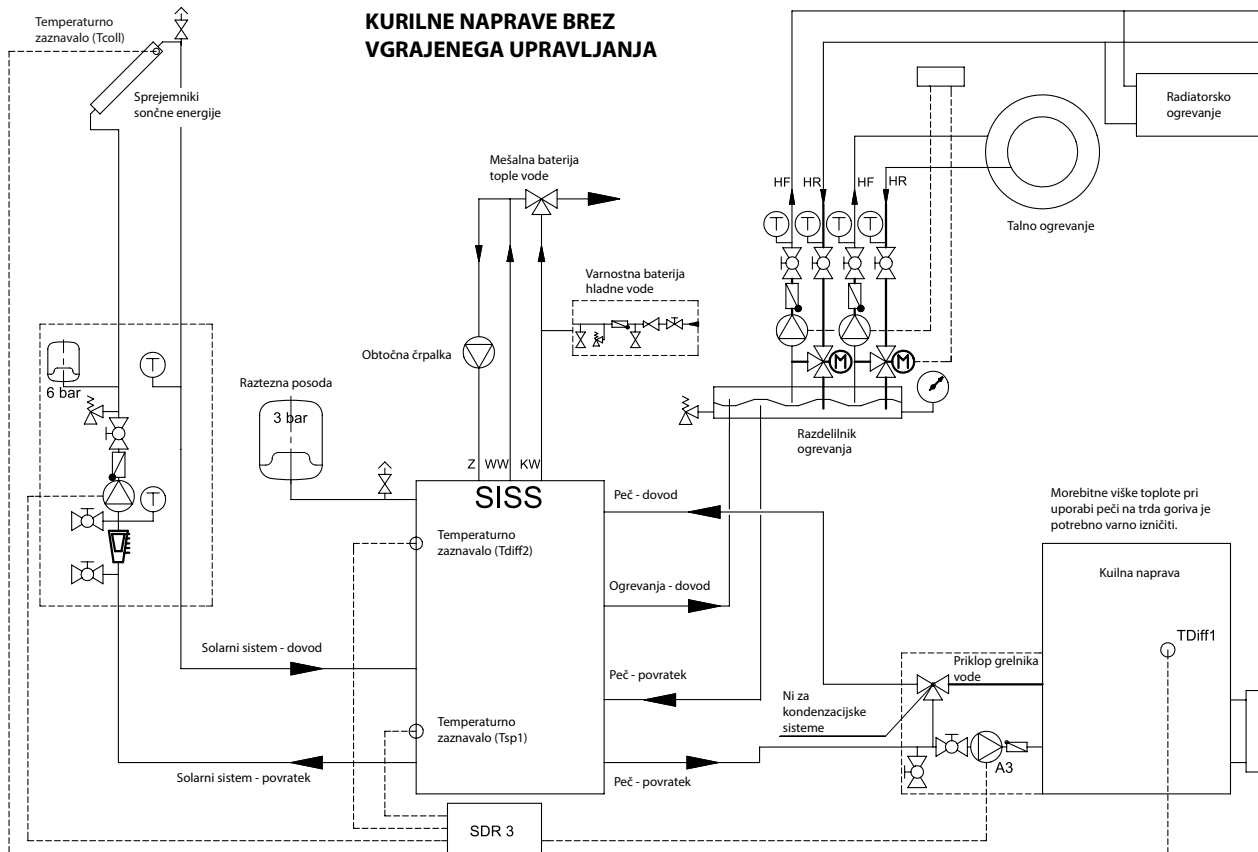 KURILNE NAPRAVE BREZ
VGRAJENEGA UPRAVLJANJA
Temperaturno
zaznavalo (Tcoll)
Sprejemniki
sončne energije
Mešalna baterija
tople vode
Varnostna baterija
hladne vode
Obtočna črpalka
Raztezna posoda
3 bar
6 bar
T
T
HF
HR
HF
HR
T
T
T
T
M
M
Radiatorsko
ogrevanje
Talno ogrevanje
Razdelilnik
ogrevanja
Z
WW
KW
SISS
Temperaturno
zaznavalo (Tdiff2)
Temperaturno
zaznavalo (Tsp1)
Peč - dovod
Ogrevanja - dovod
Peč - povratek
Peč - povratek
Solarni sistem - dovod
Solarni sistem - povratek
SDR 3
Morebitne viške toplote pri
uporabi peči na trda goriva je
potrebno varno izničiti.
Kuilna naprava
TDiff1
Priklop grelnika
vode
Ni za
kondenzacijske
sisteme
A3